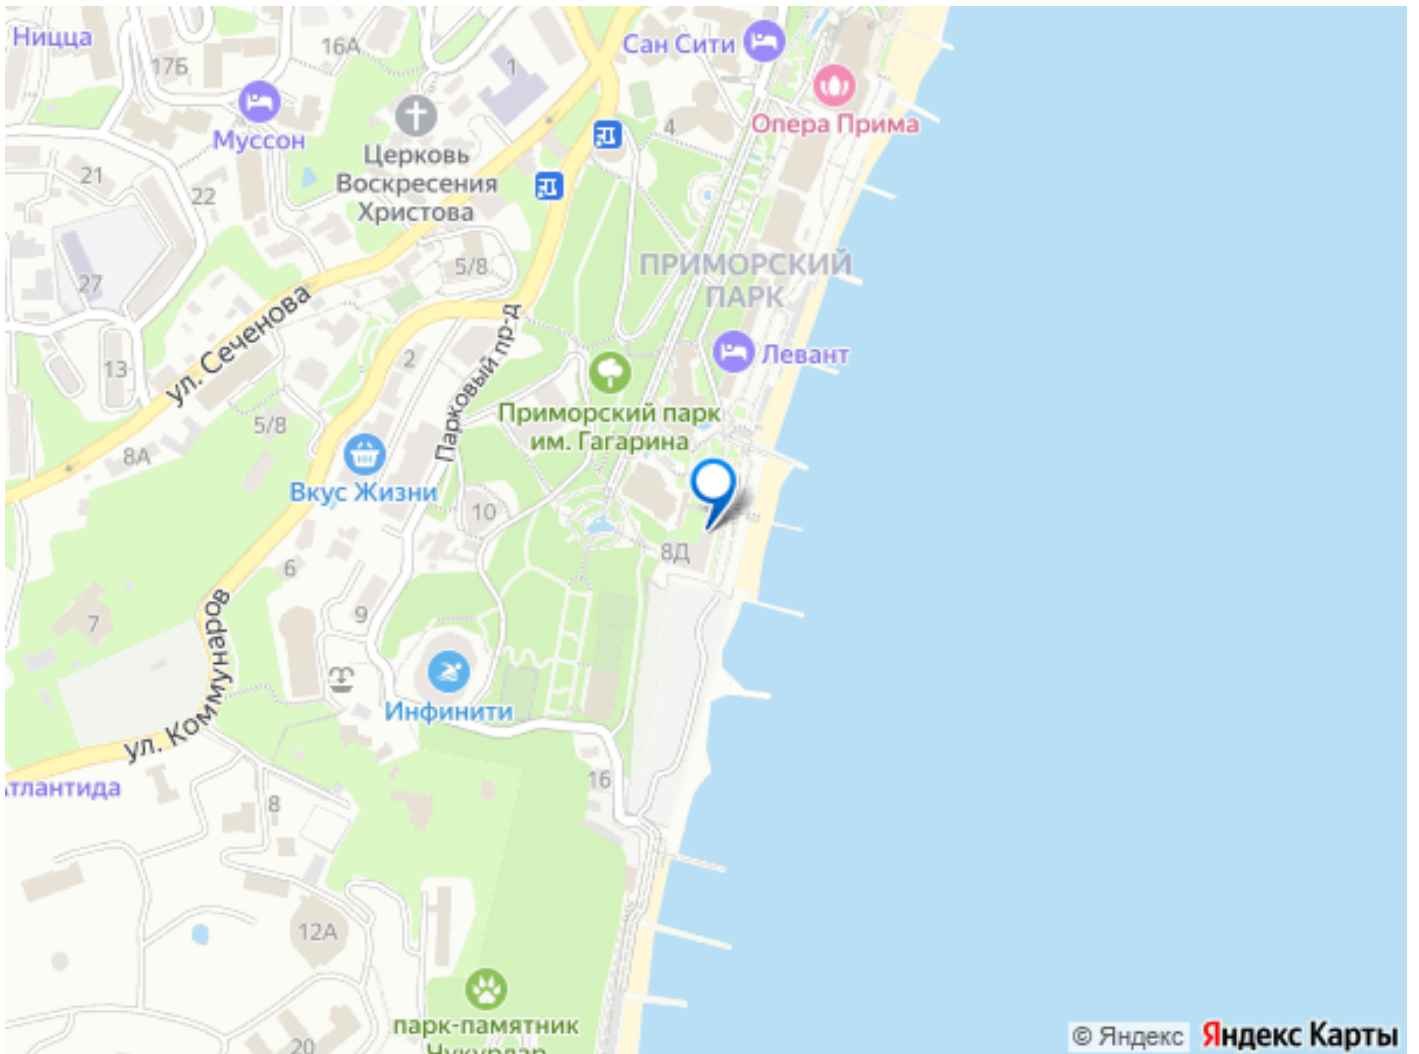 Ницца
16А
Сан Сити
17Б
1
Опера Прима
4
Муссон
Церковь
Воскресения
Христова
21
22
5/8
27
ПРИМОРСКИЙ
ПАРК
ул. Сеченова
Парковый пр-д
Левант
13
2
Приморский парк
им. Гагарина
5/8
8А
Вкус Жизни
10
8Д
6
9
7
ул. Коммунаров
Инфинити
16
тлантида
8
12А
20
парк-памятник
Чукурлар
© Яндекс
Яндекс Карты